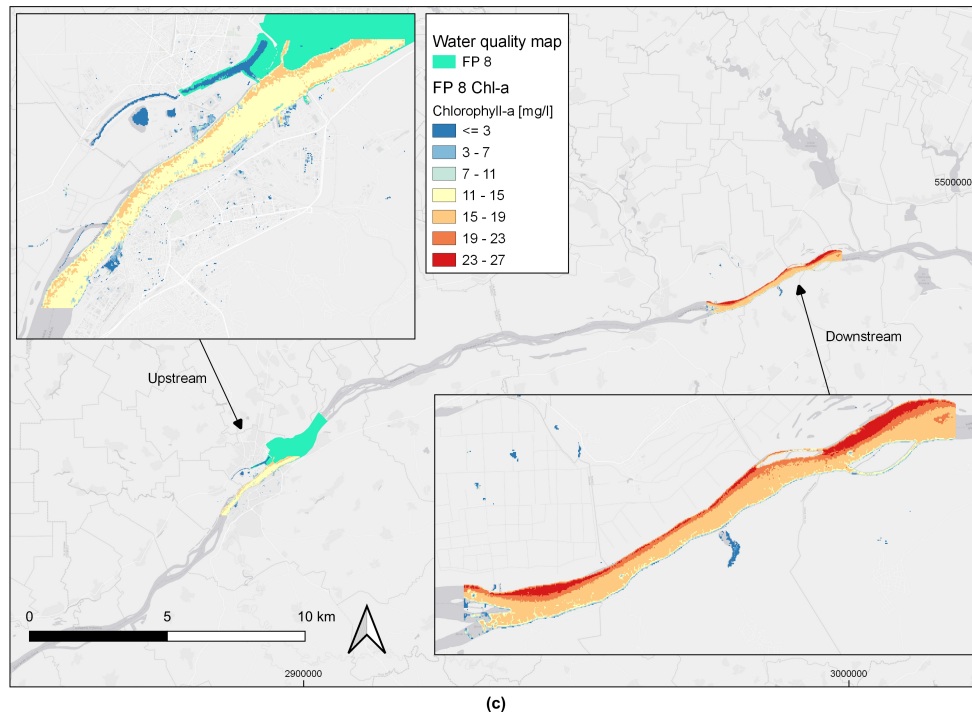 Water quality map
FP 8
FP 8 Chl-a
Chlorophyll-a [mg/l]
<= 3
3 - 7
7 - 11
11 - 15
15 - 19
19 - 23
23 - 27
5500000
Upstream
Downstream
0
5
10 km
2900000
3000000
(c)